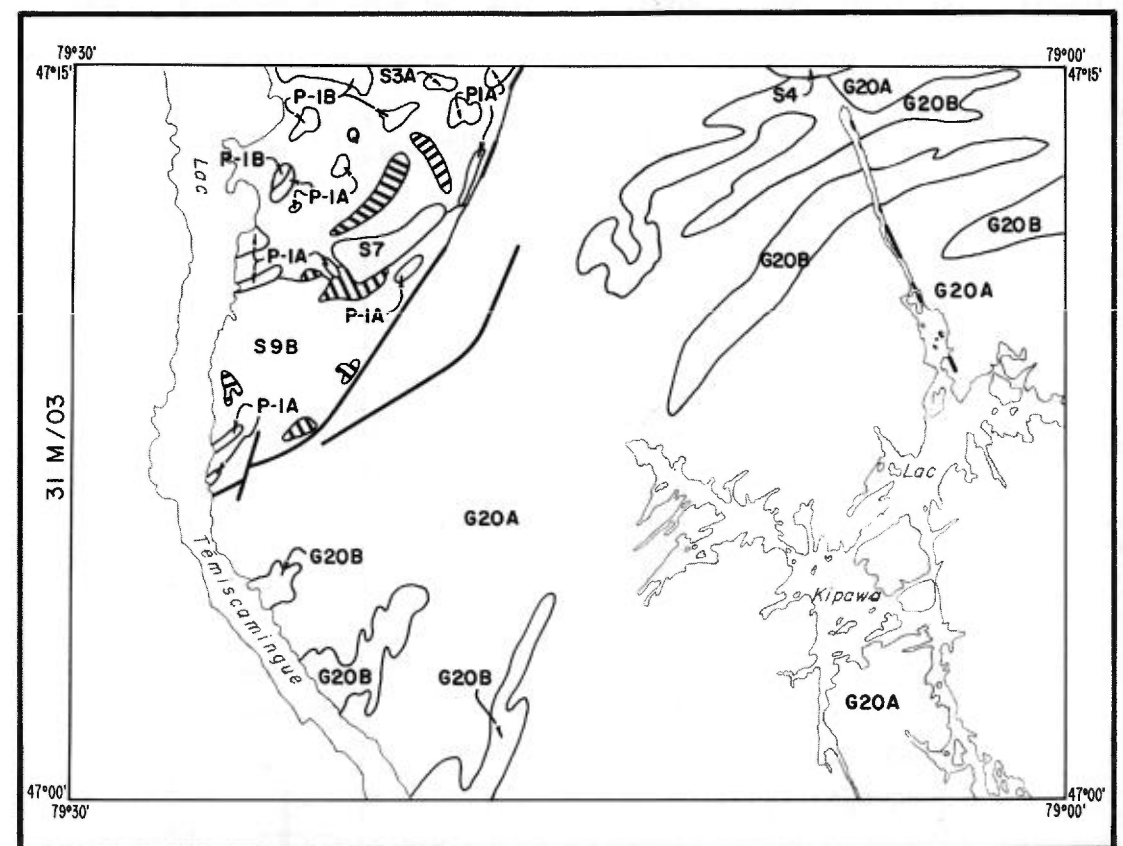 79°30'
79°00'
47°15'
47°15'
S3A
P-1B
P1A
S4
G20A
G20B
Q
Lac
P-1B
P-1A
S7
G20B
P-1A
G20B
G20A
P-1A
S9B
P-1A
31 M/03
Lac
G20A
Témiscamingue
G20B
Kipawa
G20B
G20B
G20A
47°00'
47°00'
79°30'
79°00'